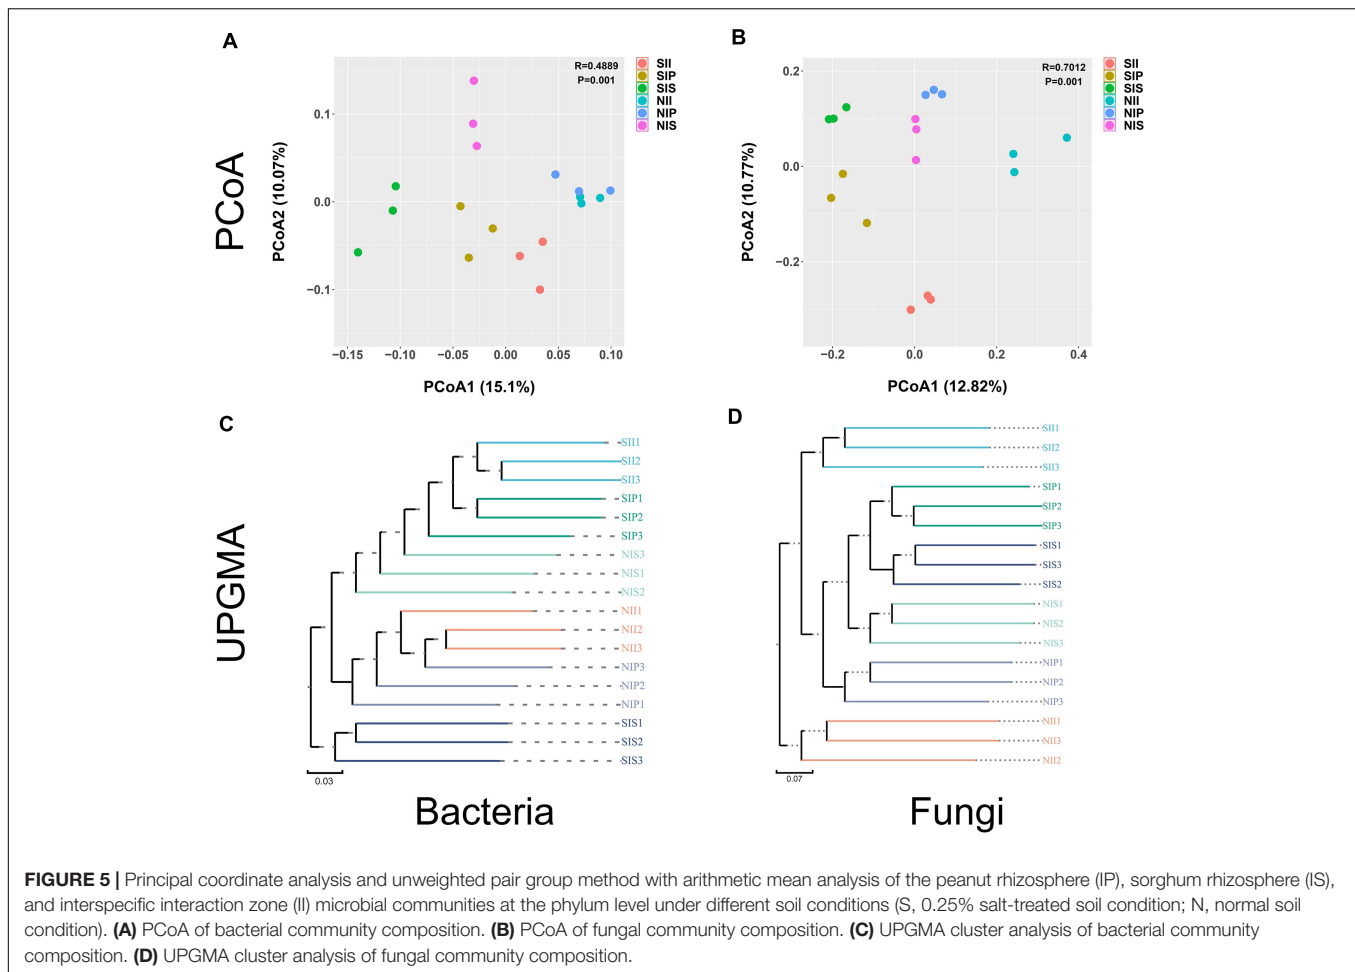 A
R=0.4889
P=0.001
SII
SIP
SIS
NII
NIP
NIS
0.1
0.0
−0.1
PCoA2 (10.07%)
−0.15
−0.10
−0.05
0.00
0.05
0.10
PCoA1 (15.1%)
B
R=0.7012
P=0.001
SII
SIP
SIS
NII
NIP
NIS
0.2
0.0
−0.2
PCoA2 (10.77%)
−0.2
0.0
0.2
0.4
PCoA1 (12.82%)
PCoA
C
SII1
SII2
SII3
SIP1
SIP2
SIP3
NIS3
NIS1
NIS2
NII1
NII2
NII3
NIP3
NIP2
NIP1
SIS1
SIS2
SIS3
0.03
D
SII1
SII2
SII3
SIP1
SIP2
SIP3
SIS1
SIS3
SIS2
NIS1
NIS2
NIS3
NIP1
NIP2
NIP3
NII1
NII3
NII2
0.07
UPGMA
Bacteria
Fungi
FIGURE 5 | Principal coordinate analysis and unweighted pair group method with arithmetic mean analysis of the peanut rhizosphere (IP), sorghum rhizosphere (IS),
and interspecific interaction zone (II) microbial communities at the phylum level under different soil conditions (S, 0.25% salt-treated soil condition; N, normal soil
condition). (A) PCoA of bacterial community composition. (B) PCoA of fungal community composition. (C) UPGMA cluster analysis of bacterial community
composition. (D) UPGMA cluster analysis of fungal community composition.